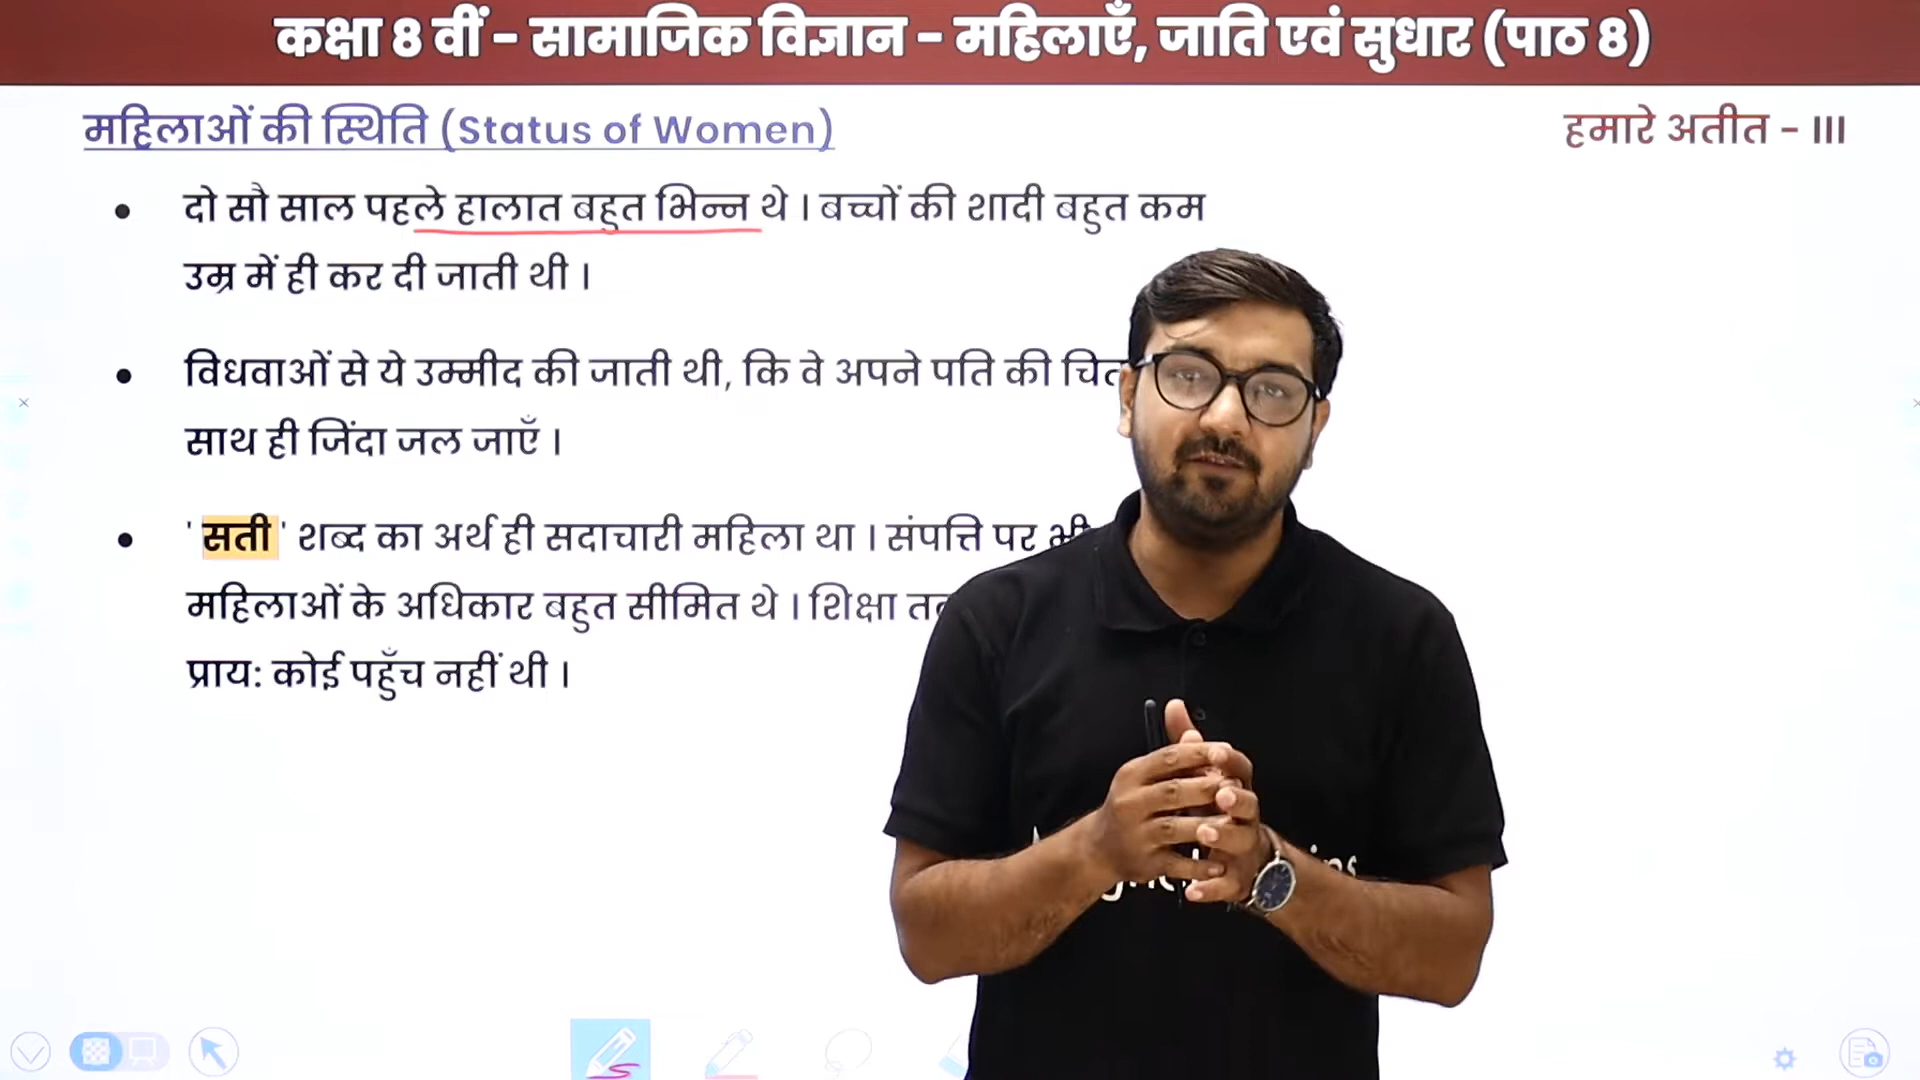 कक्षा 8 वीं - सामाजिक विज्ञान - महिलाएँ, जाति एवं सुधार (पाठ 8)
महिलाओं की स्थिति (Status of Women)
हमारे अतीत - III
• दो सौ साल पहले हालात बहुत भिन्न थे । बच्चों की शादी बहुत कम
उम्र में ही कर दी जाती थी ।
• विधवाओं से ये उम्मीद की जाती थी, कि वे अपने पति की
साथ ही जिंदा जल जाएँ ।
• ' सती ' शब्द का अर्थ ही सदाचारी महिला था । संपत्ति पर भी
महिलाओं के अधिकार बहुत सीमित थे । शिक्षा
प्राय: कोई पहुँच नहीं थी ।